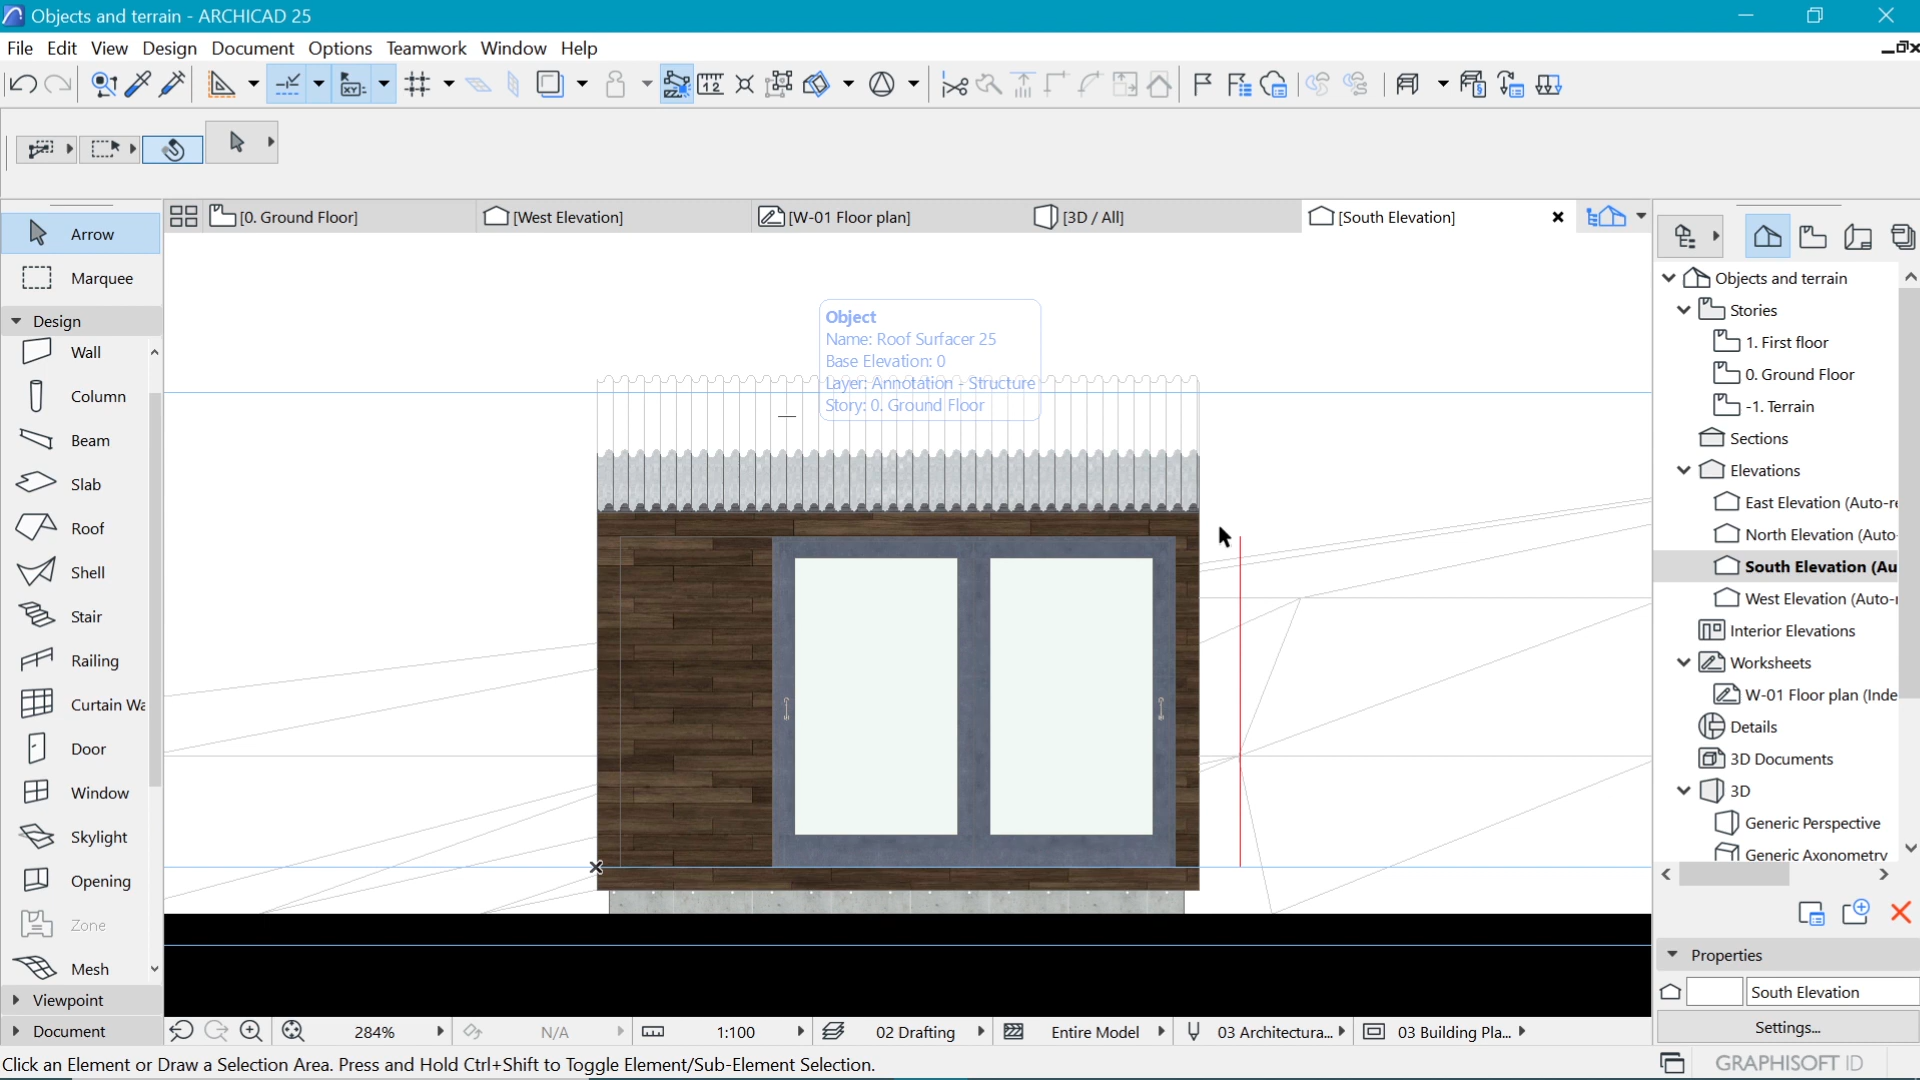 Objects and terrain - ARCHICAD 25
File Edit View Design Document Options Teamwork Window Help
[0. Ground Floor] [West Elevation] [W-01 Floor plan] [3D / All] [South Elevation]
Arrow
Marquee
Design
Wall
Column
Beam
Slab
Roof
Shell
Stair
Railing
Curtain Wa
Door
Window
Skylight
Opening
Zone
Mesh
Viewpoint
Document
Object
Name: Roof Surfacer 25
Base Elevation: 0
Layer: Annotation - Structure
Story: 0. Ground Floor
Objects and terrain
Stories
1. First floor
0. Ground Floor
-1. Terrain
Sections
Elevations
East Elevation (Auto-re
North Elevation (Auto-
South Elevation (Au
West Elevation (Auto-r
Interior Elevations
Worksheets
W-01 Floor plan (Inde
Details
3D Documents
3D
Generic Perspective
Generic Axonometry
Properties
South Elevation
Settings...
284% N/A 1:100 02 Drafting Entire Model 03 Architectura... 03 Building Pla...
Click an Element or Draw a Selection Area. Press and Hold Ctrl+Shift to Toggle Element/Sub-Element Selection.
GRAPHISOFT ID